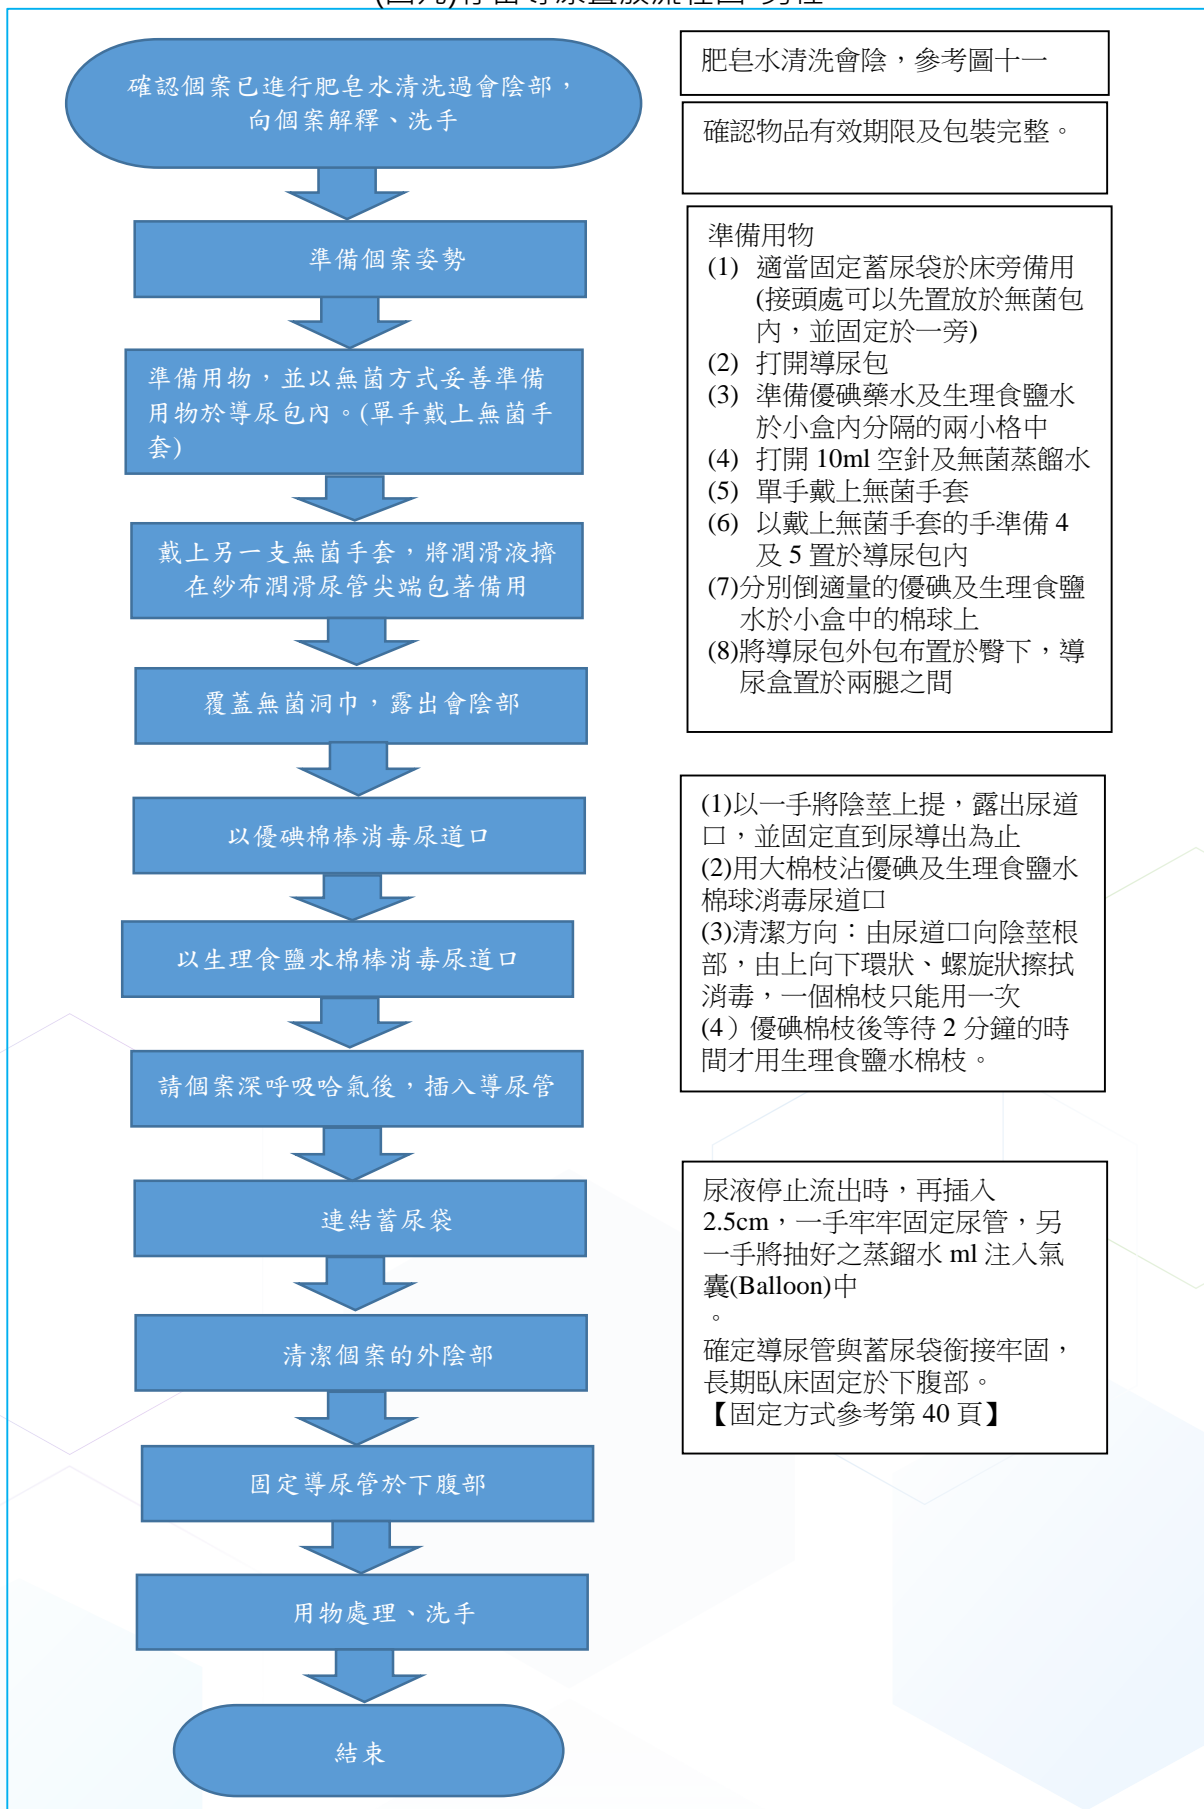 確認個案已進行肥皂水清洗過會陰部，
向個案解釋、洗手
肥皂水清洗會陰，參考圖十一
確認物品有效期限及包裝完整。
準備個案姿勢
準備用物，並以無菌方式妥善準備
用物於導尿包內。(單手戴上無菌手
套)
戴上另一支無菌手套，將潤滑液擠
在紗布潤滑尿管尖端包著備用
覆蓋無菌洞巾，露出會陰部
準備用物
(1) 適當固定蓄尿袋於床旁備用
(接頭處可以先置放於無菌包
內，並固定於一旁)
(2) 打開導尿包
(3) 準備優碘藥水及生理食鹽水
於小盒內分隔的兩小格中
(4) 打開 10ml 空針及無菌蒸餾水
(5) 單手戴上無菌手套
(6) 以戴上無菌手套的手準備 4
及 5 置於導尿包內
(7)分別倒適量的優碘及生理食鹽
水於小盒中的棉球上
(8)將導尿包外包布置於臀下，導
尿盒置於兩腿之間
以優碘棉棒消毒尿道口
以生理食鹽水棉棒消毒尿道口
請個案深呼吸哈氣後，插入導尿管
(1)以一手將陰莖上提，露出尿道
口，並固定直到尿導出為止
(2)用大棉枝沾優碘及生理食鹽水
棉球消毒尿道口
(3)清潔方向：由尿道口向陰莖根
部，由上向下環狀、螺旋狀擦拭
消毒，一個棉枝只能用一次
(4）優碘棉枝後等待 2 分鐘的時
間才用生理食鹽水棉枝。
連結蓄尿袋
清潔個案的外陰部
固定導尿管於下腹部
尿液停止流出時，再插入
2.5cm，一手牢牢固定尿管，另
一手將抽好之蒸鎦水 ml 注入氣
囊(Balloon)中
。
確定導尿管與蓄尿袋銜接牢固，
長期臥床固定於下腹部。
【固定方式參考第 40 頁】
用物處理、洗手
結束